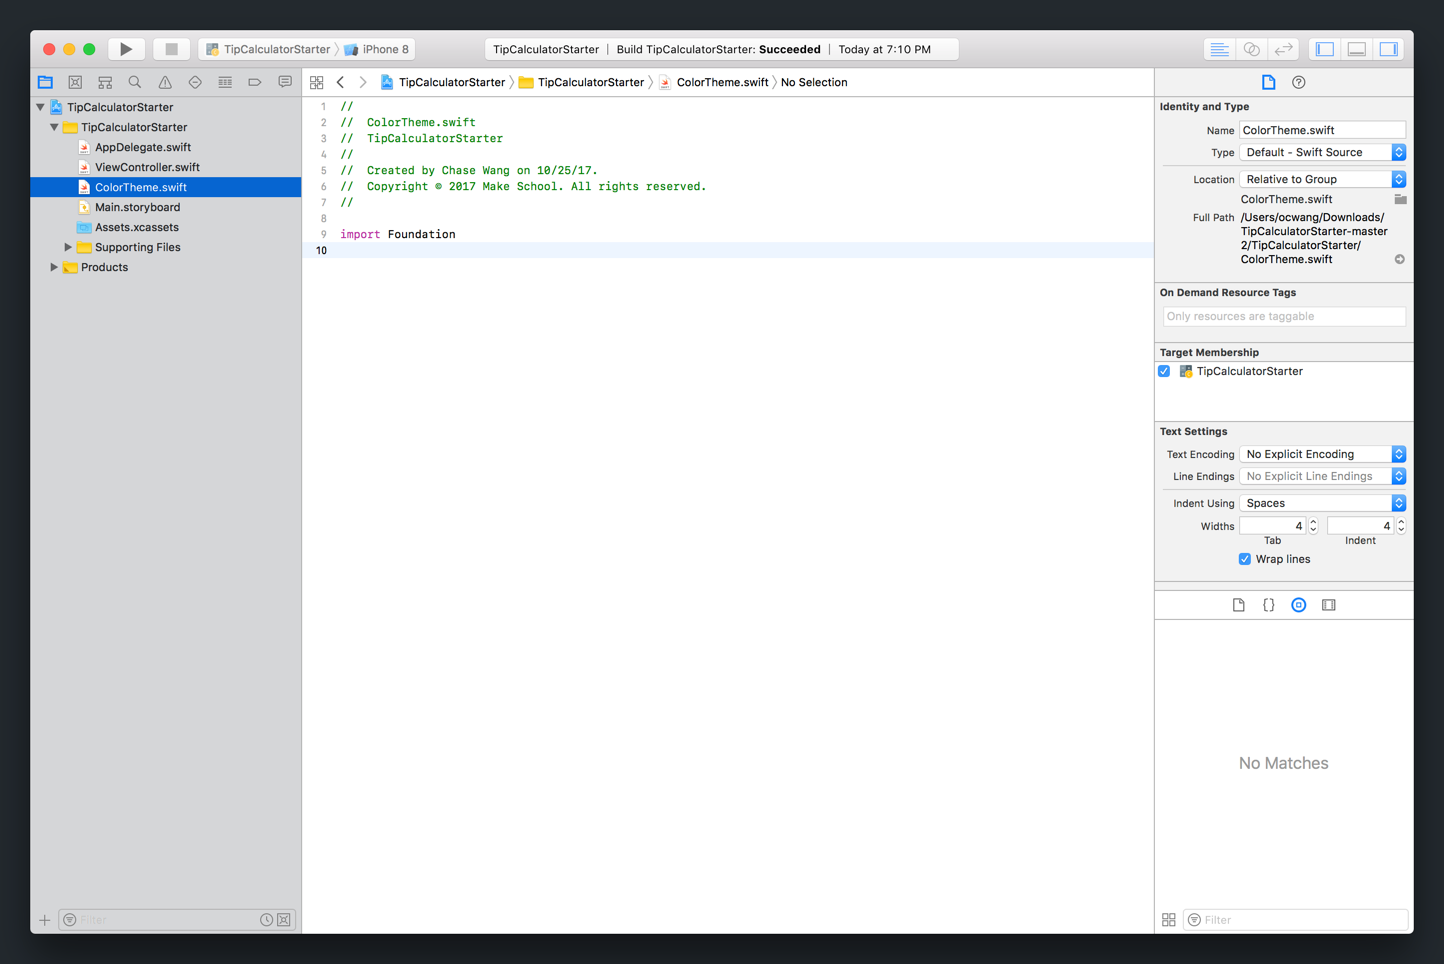 TipCalculatorStarter 〉 iPhone 8
TipCalculatorStarter | Build TipCalculatorStarter: Succeeded | Today at 7:10 PM
TipCalculatorStarter 〉 TipCalculatorStarter 〉 ColorTheme.swift 〉 No Selection
TipCalculatorStarter
TipCalculatorStarter
AppDelegate.swift
ViewController.swift
ColorTheme.swift
Main.storyboard
Assets.xcassets
Supporting Files
Products
Filter
1 //
2 //  ColorTheme.swift
3 //  TipCalculatorStarter
4 //
5 //  Created by Chase Wang on 10/25/17.
6 //  Copyright © 2017 Make School. All rights reserved.
7 //
8
9 import Foundation
10
Identity and Type
Name ColorTheme.swift
Type Default - Swift Source
Location Relative to Group
ColorTheme.swift
Full Path /Users/ocwang/Downloads/
TipCalculatorStarter-master
2/TipCalculatorStarter/
ColorTheme.swift
On Demand Resource Tags
Only resources are taggable
Target Membership
TipCalculatorStarter
Text Settings
Text Encoding No Explicit Encoding
Line Endings No Explicit Line Endings
Indent Using Spaces
Widths 4 4
Tab Indent
Wrap lines
No Matches
Filter